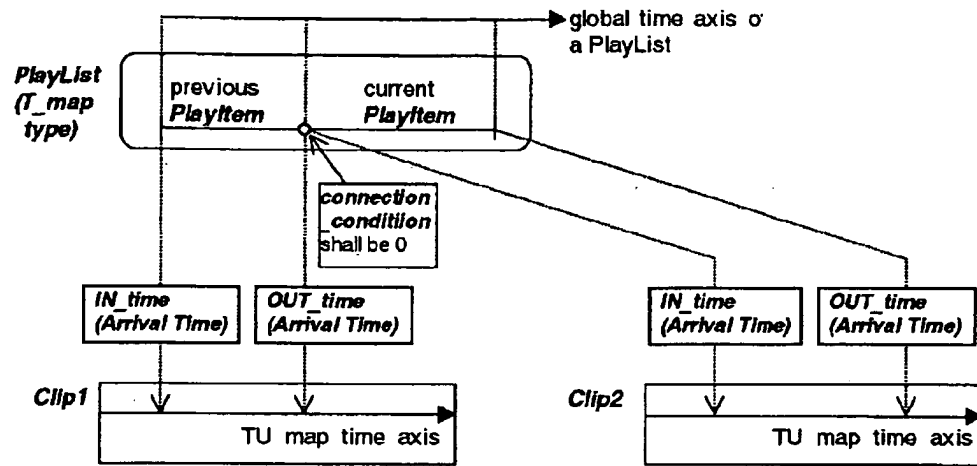 global time axis o
a PlayList
PlayList
(T_map
type)
previous
PlayItem
current
PlayItem
connection
_conditiion
shall be 0
IN_time
(Arrival Time)
OUT_time
(Arrival Time)
IN_time
(Arrival Time)
OUT_time
(Arrival Time)
Clip1
TU map time axis
Clip2
TU map time axis